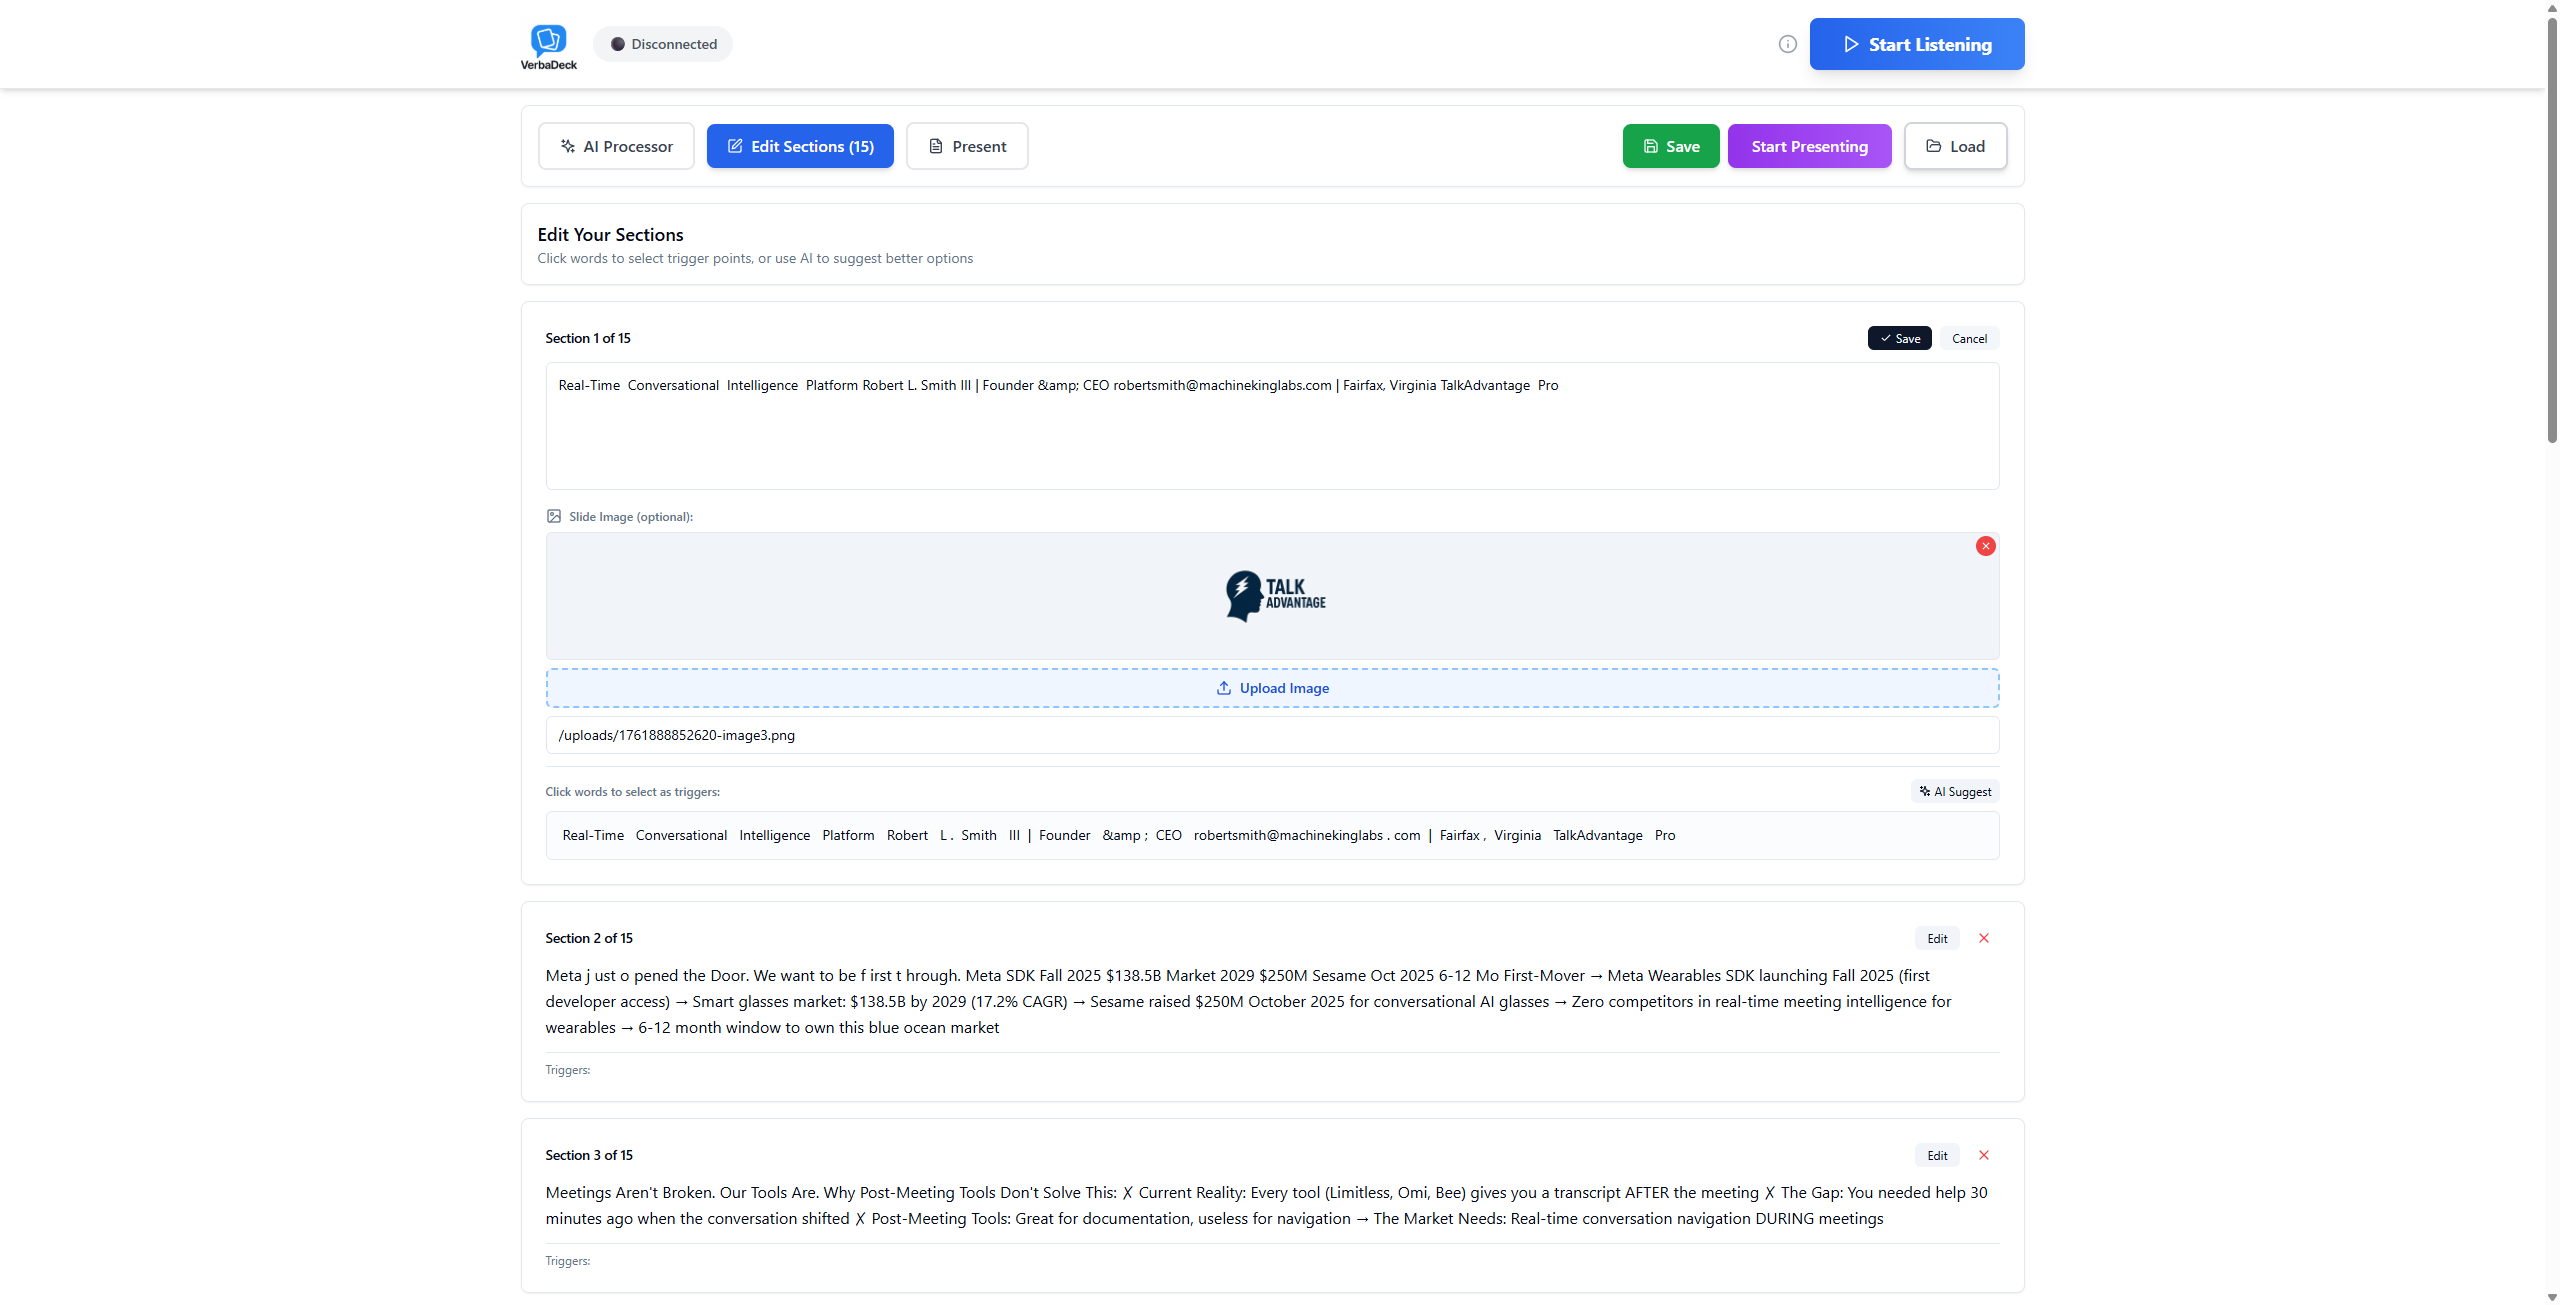 VerbaDeck
Disconnected
Start Listening
AI Processor
Edit Sections (15)
Present
Save
Start Presenting
Load
Edit Your Sections
Click words to select trigger points, or use AI to suggest better options
Section 1 of 15
Save
Cancel
Real-Time  Conversational  Intelligence  Platform Robert L. Smith III | Founder &amp; CEO robertsmith@machinekinglabs.com | Fairfax, Virginia TalkAdvantage  Pro
Slide Image (optional):
TALK
ADVANTAGE
Upload Image
/uploads/1761888852620-image3.png
Click words to select as triggers:
AI Suggest
Real-Time Conversational Intelligence Platform Robert L . Smith III | Founder &amp ; CEO robertsmith@machinekinglabs . com | Fairfax , Virginia TalkAdvantage Pro
Section 2 of 15
Edit
Meta j ust o pened the Door. We want to be f irst t hrough. Meta SDK Fall 2025 $138.5B Market 2029 $250M Sesame Oct 2025 6-12 Mo First-Mover → Meta Wearables SDK launching Fall 2025 (first
developer access) → Smart glasses market: $138.5B by 2029 (17.2% CAGR) → Sesame raised $250M October 2025 for conversational AI glasses → Zero competitors in real-time meeting intelligence for
wearables → 6-12 month window to own this blue ocean market
Triggers:
Section 3 of 15
Edit
Meetings Aren't Broken. Our Tools Are. Why Post-Meeting Tools Don't Solve This: ✗ Current Reality: Every tool (Limitless, Omi, Bee) gives you a transcript AFTER the meeting ✗ The Gap: You needed help 30
minutes ago when the conversation shifted ✗ Post-Meeting Tools: Great for documentation, useless for navigation → The Market Needs: Real-time conversation navigation DURING meetings
Triggers: